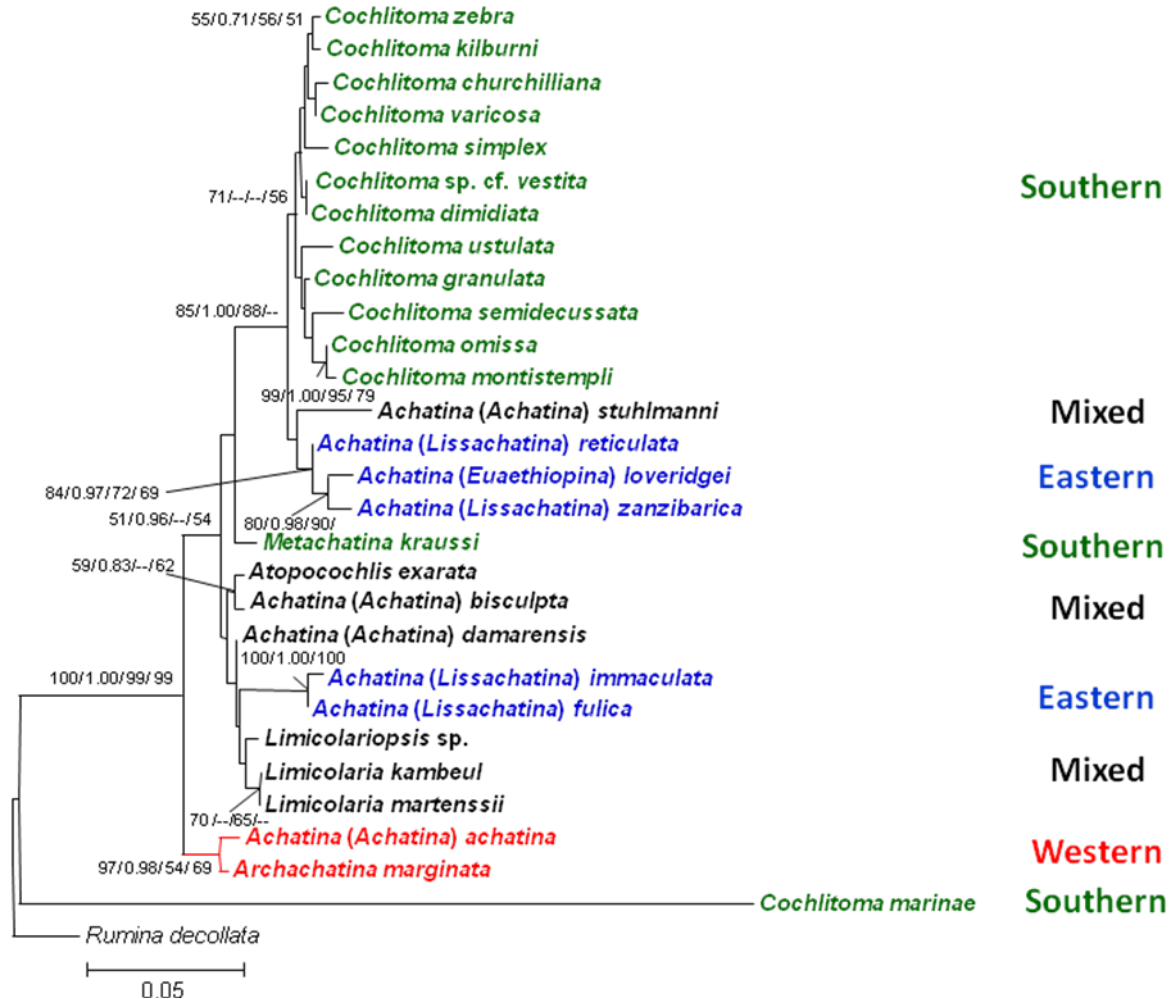 55/0.71/56/ 51
Cochlitoma zebra
Cochlitoma kilburni
Cochlitoma churchilliana
Cochlitoma varicosa
Cochlitoma simplex
Cochlitoma sp. cf. vestita
Southern
71/--/--/56
Cochlitoma dimidiata
Cochlitoma ustulata
Cochlitoma granulata
85/1.00/88/--
Cochlitoma semidecussata
Cochlitoma omissa
Cochlitoma montistempli
99/1.00/95/ 79
Achatina (Achatina) stuhlmanni
Mixed
Achatina (Lissachatina) reticulata
Achatina (Euaethiopina) loveridgei
Eastern
84/0.97/72/ 69
Achatina (Lissachatina) zanzibarica
51/0.96/--/ 54
80/0.98/90/
Metachatina kraussi
Southern
59/0.83/--/62
Atopocochlis exarata
Achatina (Achatina) bisculpta
Mixed
Achatina (Achatina) damarensis
100/1.00/100
100/1.00/99/ 99
Achatina (Lissachatina) immaculata
Eastern
Achatina (Lissachatina) fulica
Limicolariopsis sp.
Limicolaria kambeul
Mixed
Limicolaria martenssii
70 /--/65/--
Achatina (Achatina) achatina
Western
97/0.98/54/ 69
Archachatina marginata
Cochlitoma marinae
Southern
Rumina decollata
0.05